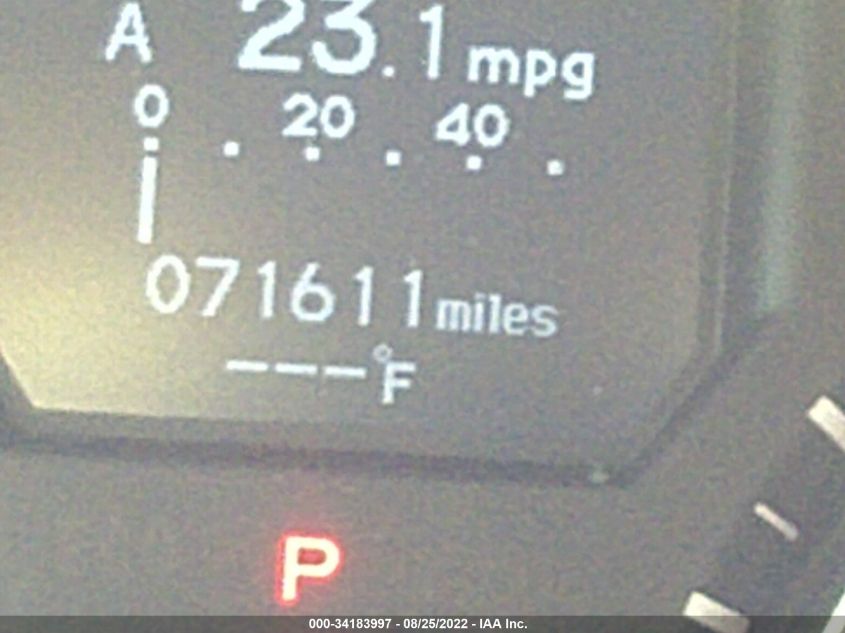 A 23.1 mpg
0 20 40
071611 miles
---°F
P
000-34183997 - 08/25/2022 - IAA Inc.